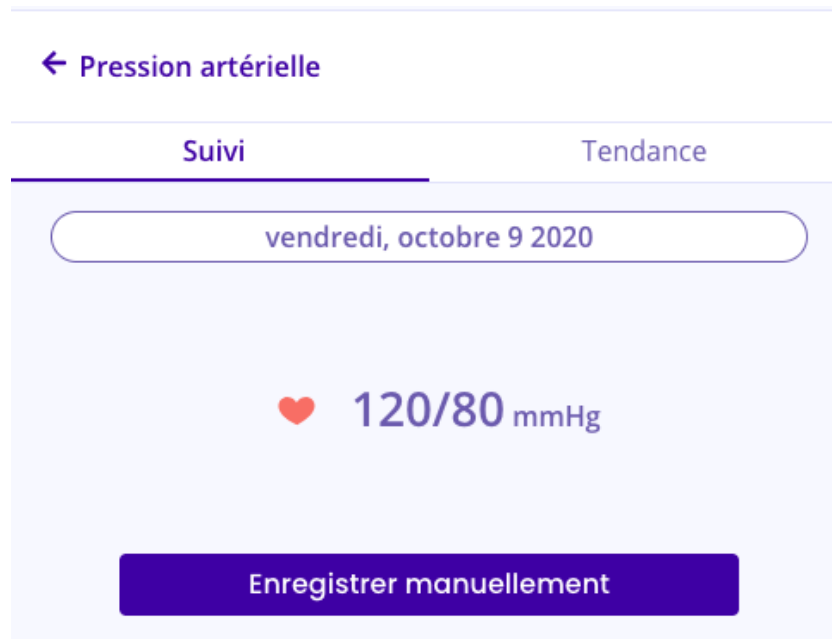 ← Pression artérielle
Suivi Tendance
vendredi, octobre 9 2020
120/80 mmHg
Enregistrer manuellement